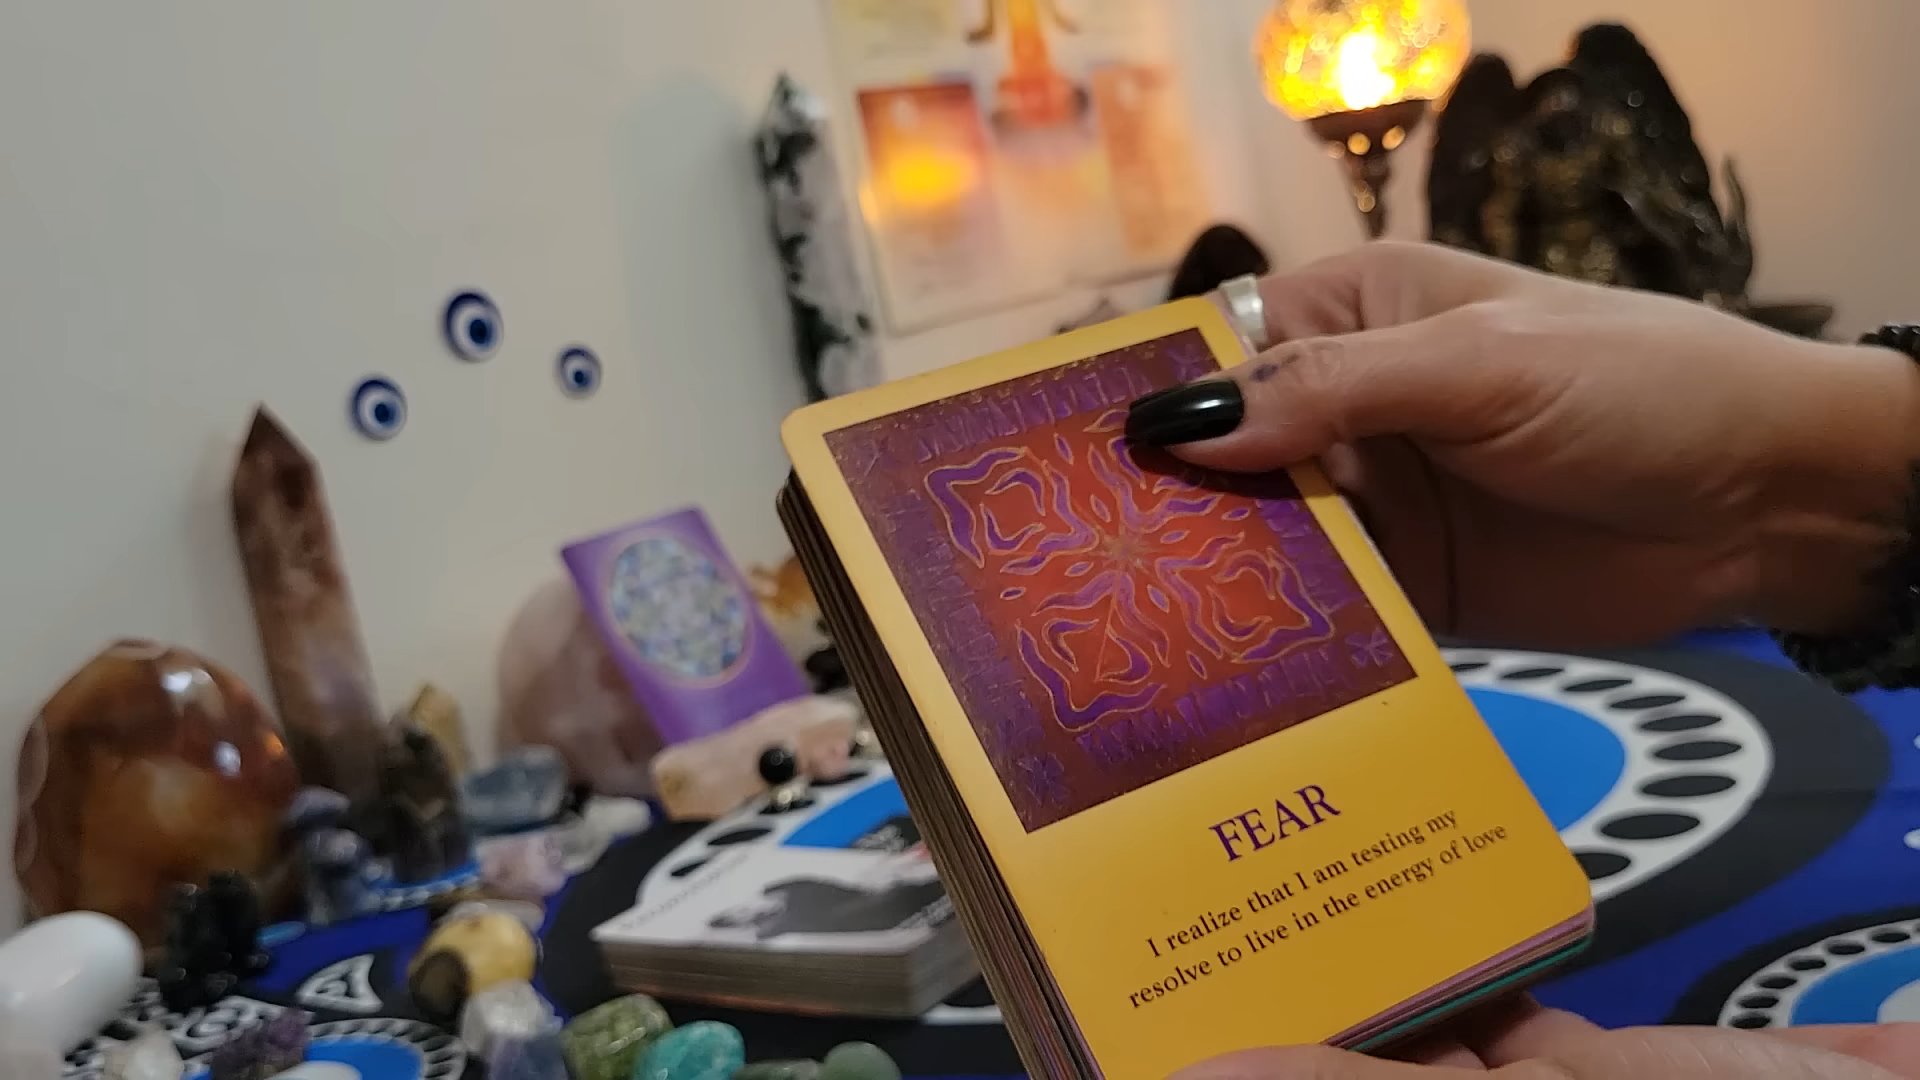 FEAR
I realize that I am testing my
resolve to live in the energy of love